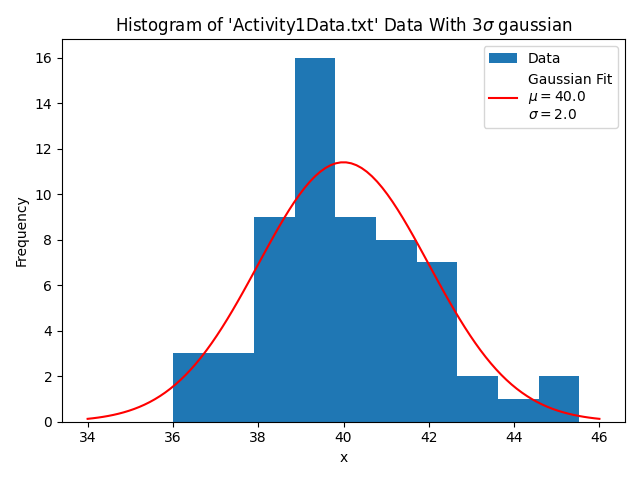 Histogram of 'Activity1Data.txt' Data With 3σ gaussian
Data
Gaussian Fit
μ = 40.0
σ = 2.0
Frequency
16
14
12
10
8
6
4
2
0
34 36 38 40 42 44 46
x